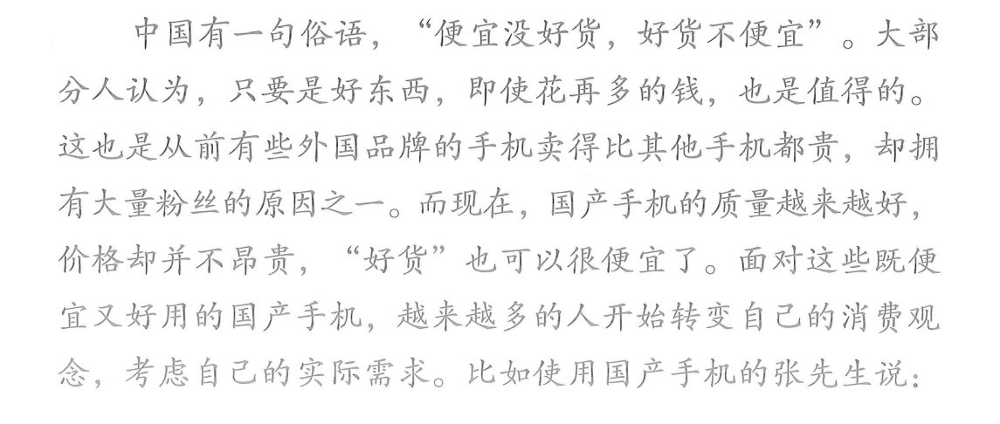 中国有一句俗语，“便宜没好货，好货不便宜”。大部
分人认为，只要是好东西，即使花再多的钱，也是值得的。
这也是从前有些外国品牌的手机卖得比其他手机都贵，却拥
有大量粉丝的原因之一。而现在，国产手机的质量越来越好，
价格却并不昂贵，“好货”也可以很便宜了。面对这些既便
宜又好用的国产手机，越来越多的人开始转变自己的消费观
念，考虑自己的实际需求。比如使用国产手机的张先生说：